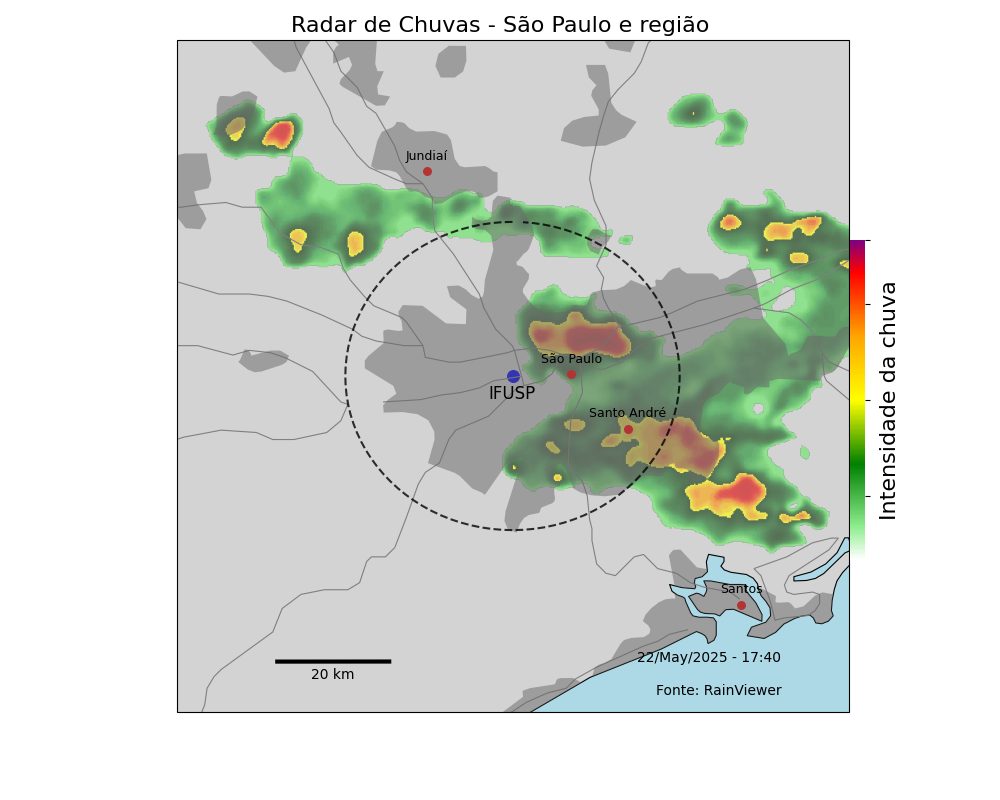 Radar de Chuvas - São Paulo e região
Jundiaí
São Paulo
IFUSP
Santo André
Intensidade da chuva
Santos
22/May/2025 - 17:40
20 km
Fonte: RainViewer